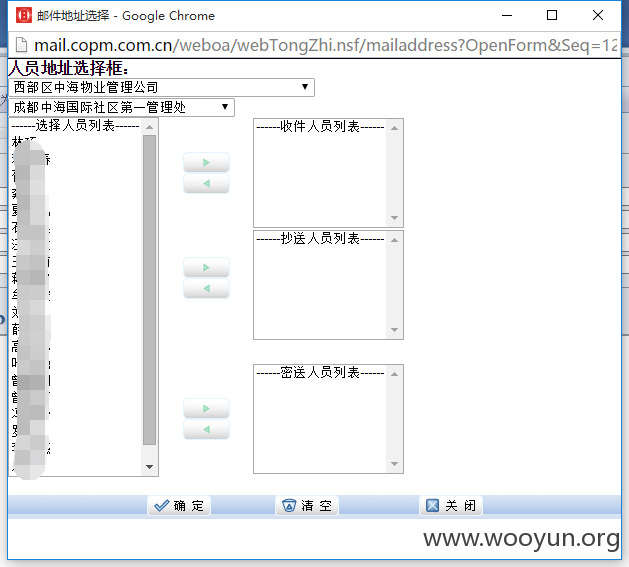 邮件地址选择 - Google Chrome
mail.copm.com.cn/weboa/webTongZhi.nsf/mailaddress?OpenForm&Seq=12
人员地址选择框：
西部区中海物业管理公司
成都中海国际社区第一管理处
------选择人员列表------
------收件人员列表------
------抄送人员列表------
------密送人员列表------
确 定
清 空
关 闭
www.wooyun.org